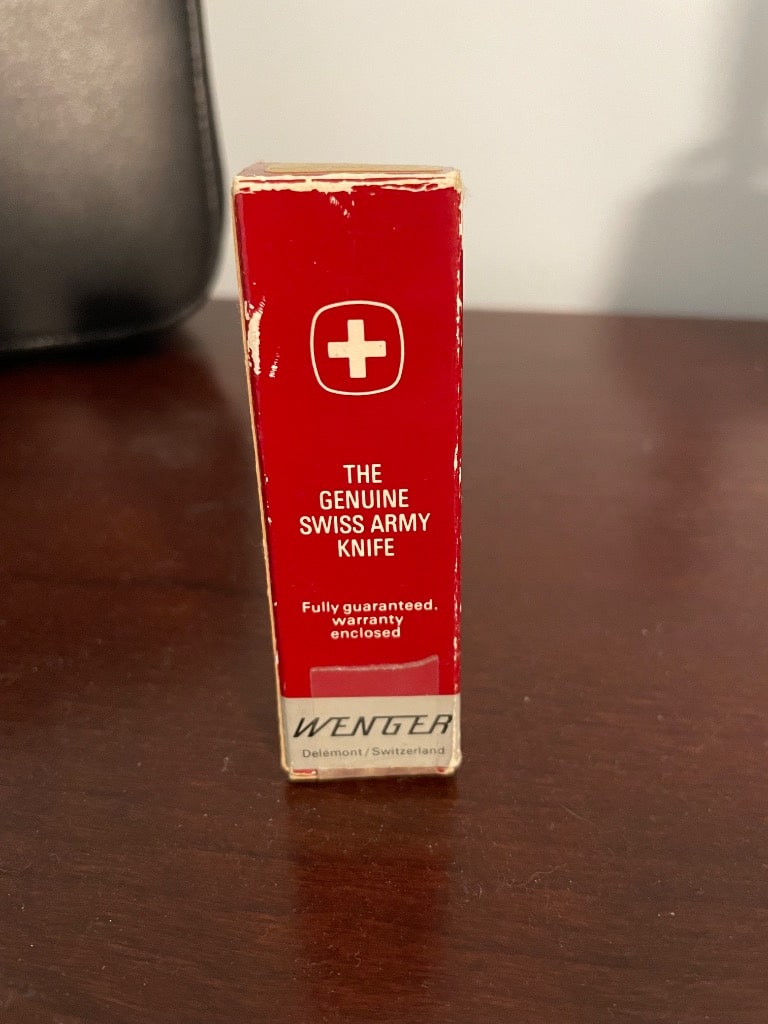 THE
GENUINE
SWISS ARMY
KNIFE
Fully guaranteed.
warranty
enclosed
WENGER
Delémont/Switzerland